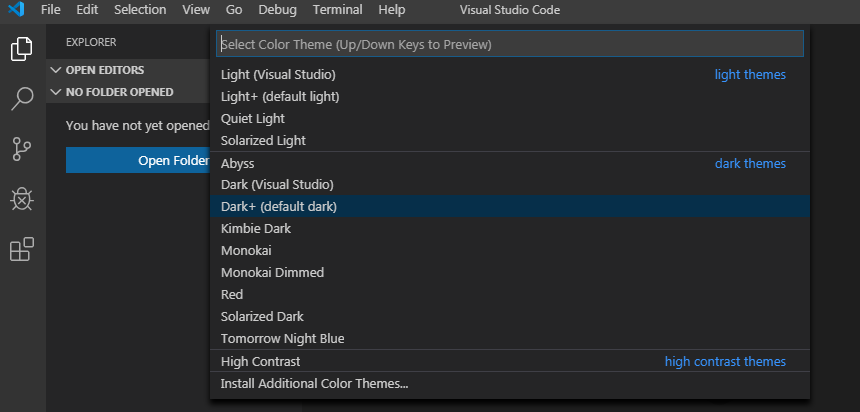 File Edit Selection View Go Debug Terminal Help Visual Studio Code
EXPLORER
OPEN EDITORS
NO FOLDER OPENED
You have not yet opened
Open Folder
Select Color Theme (Up/Down Keys to Preview)
Light (Visual Studio) light themes
Light+ (default light)
Quiet Light
Solarized Light
Abyss dark themes
Dark (Visual Studio)
Dark+ (default dark)
Kimbie Dark
Monokai
Monokai Dimmed
Red
Solarized Dark
Tomorrow Night Blue
High Contrast high contrast themes
Install Additional Color Themes...